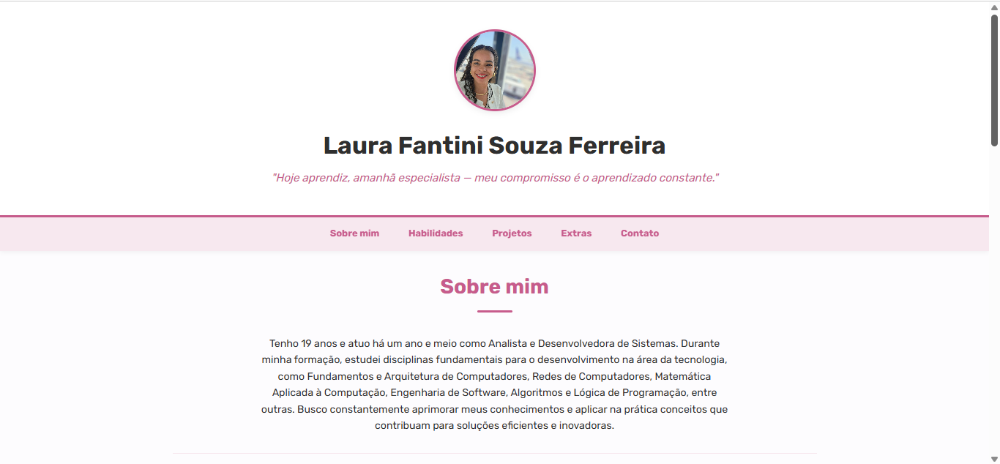 Laura Fantini Souza Ferreira
"Hoje aprendiz, amanhã especialista — meu compromisso é o aprendizado constante."
Sobre mim Habilidades Projetos Extras Contato
Sobre mim
Tenho 19 anos e atuo há um ano e meio como Analista e Desenvolvedora de Sistemas. Durante
minha formação, estudei disciplinas fundamentais para o desenvolvimento na área da tecnologia,
como Fundamentos e Arquitetura de Computadores, Redes de Computadores, Matemática
Aplicada à Computação, Engenharia de Software, Algoritmos e Lógica de Programação, entre
outras. Busco constantemente aprimorar meus conhecimentos e aplicar na prática conceitos que
contribuam para soluções eficientes e inovadoras.